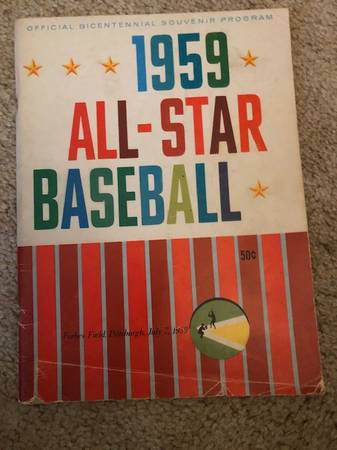 OFFICIAL BICENTENNIAL SOUVENIR PROGRAM
1959
ALL-STAR
BASEBALL
50¢
Forbes Field, Pittsburgh, July 7, 1959